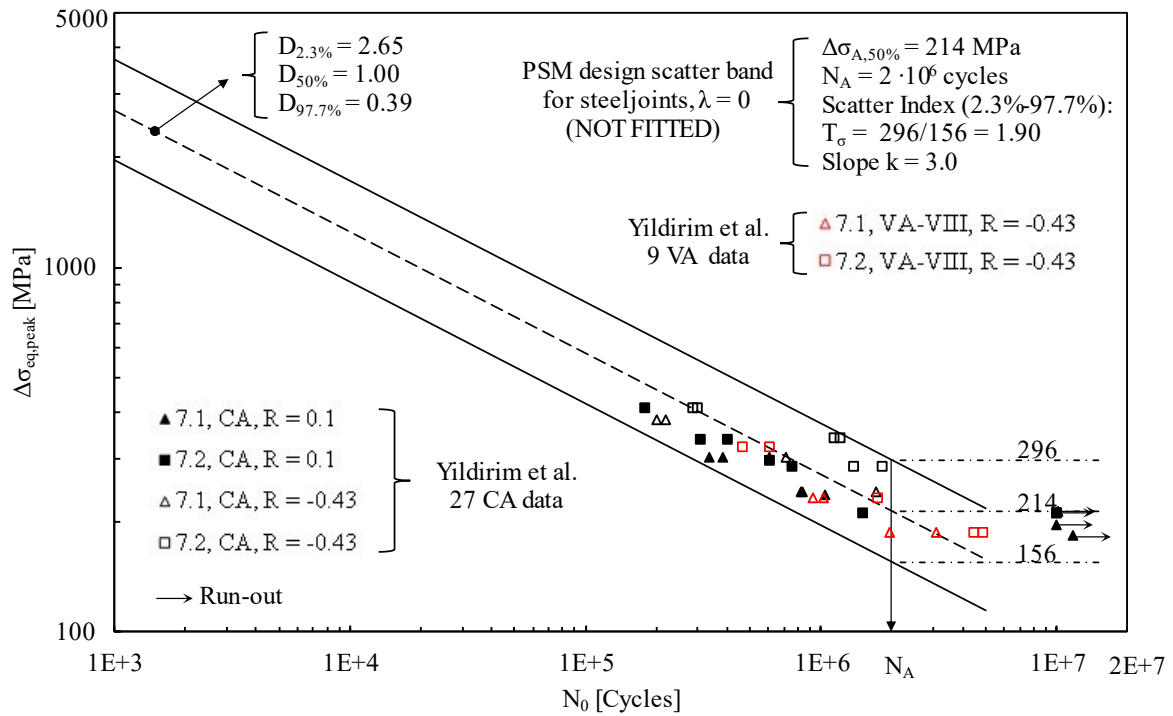 5000
1000
100
Δσeq,peak [MPa]
D2.3% = 2.65
D50% = 1.00
D97.7% = 0.39
PSM design scatter band
for steeljoints, λ = 0
(NOT FITTED)
ΔσA,50% = 214 MPa
NA = 2 ·10⁶ cycles
Scatter Index (2.3%-97.7%):
Tσ = 296/156 = 1.90
Slope k = 3.0
Yildirim et al.
9 VA data
7.1, VA-VIII, R = -0.43
7.2, VA-VIII, R = -0.43
7.1, CA, R = 0.1
7.2, CA, R = 0.1
7.1, CA, R = -0.43
7.2, CA, R = -0.43
Yildirim et al.
27 CA data
Run-out
296
214
156
1E+3 1E+4 1E+5 1E+6 NA 1E+7 2E+7
N0 [Cycles]